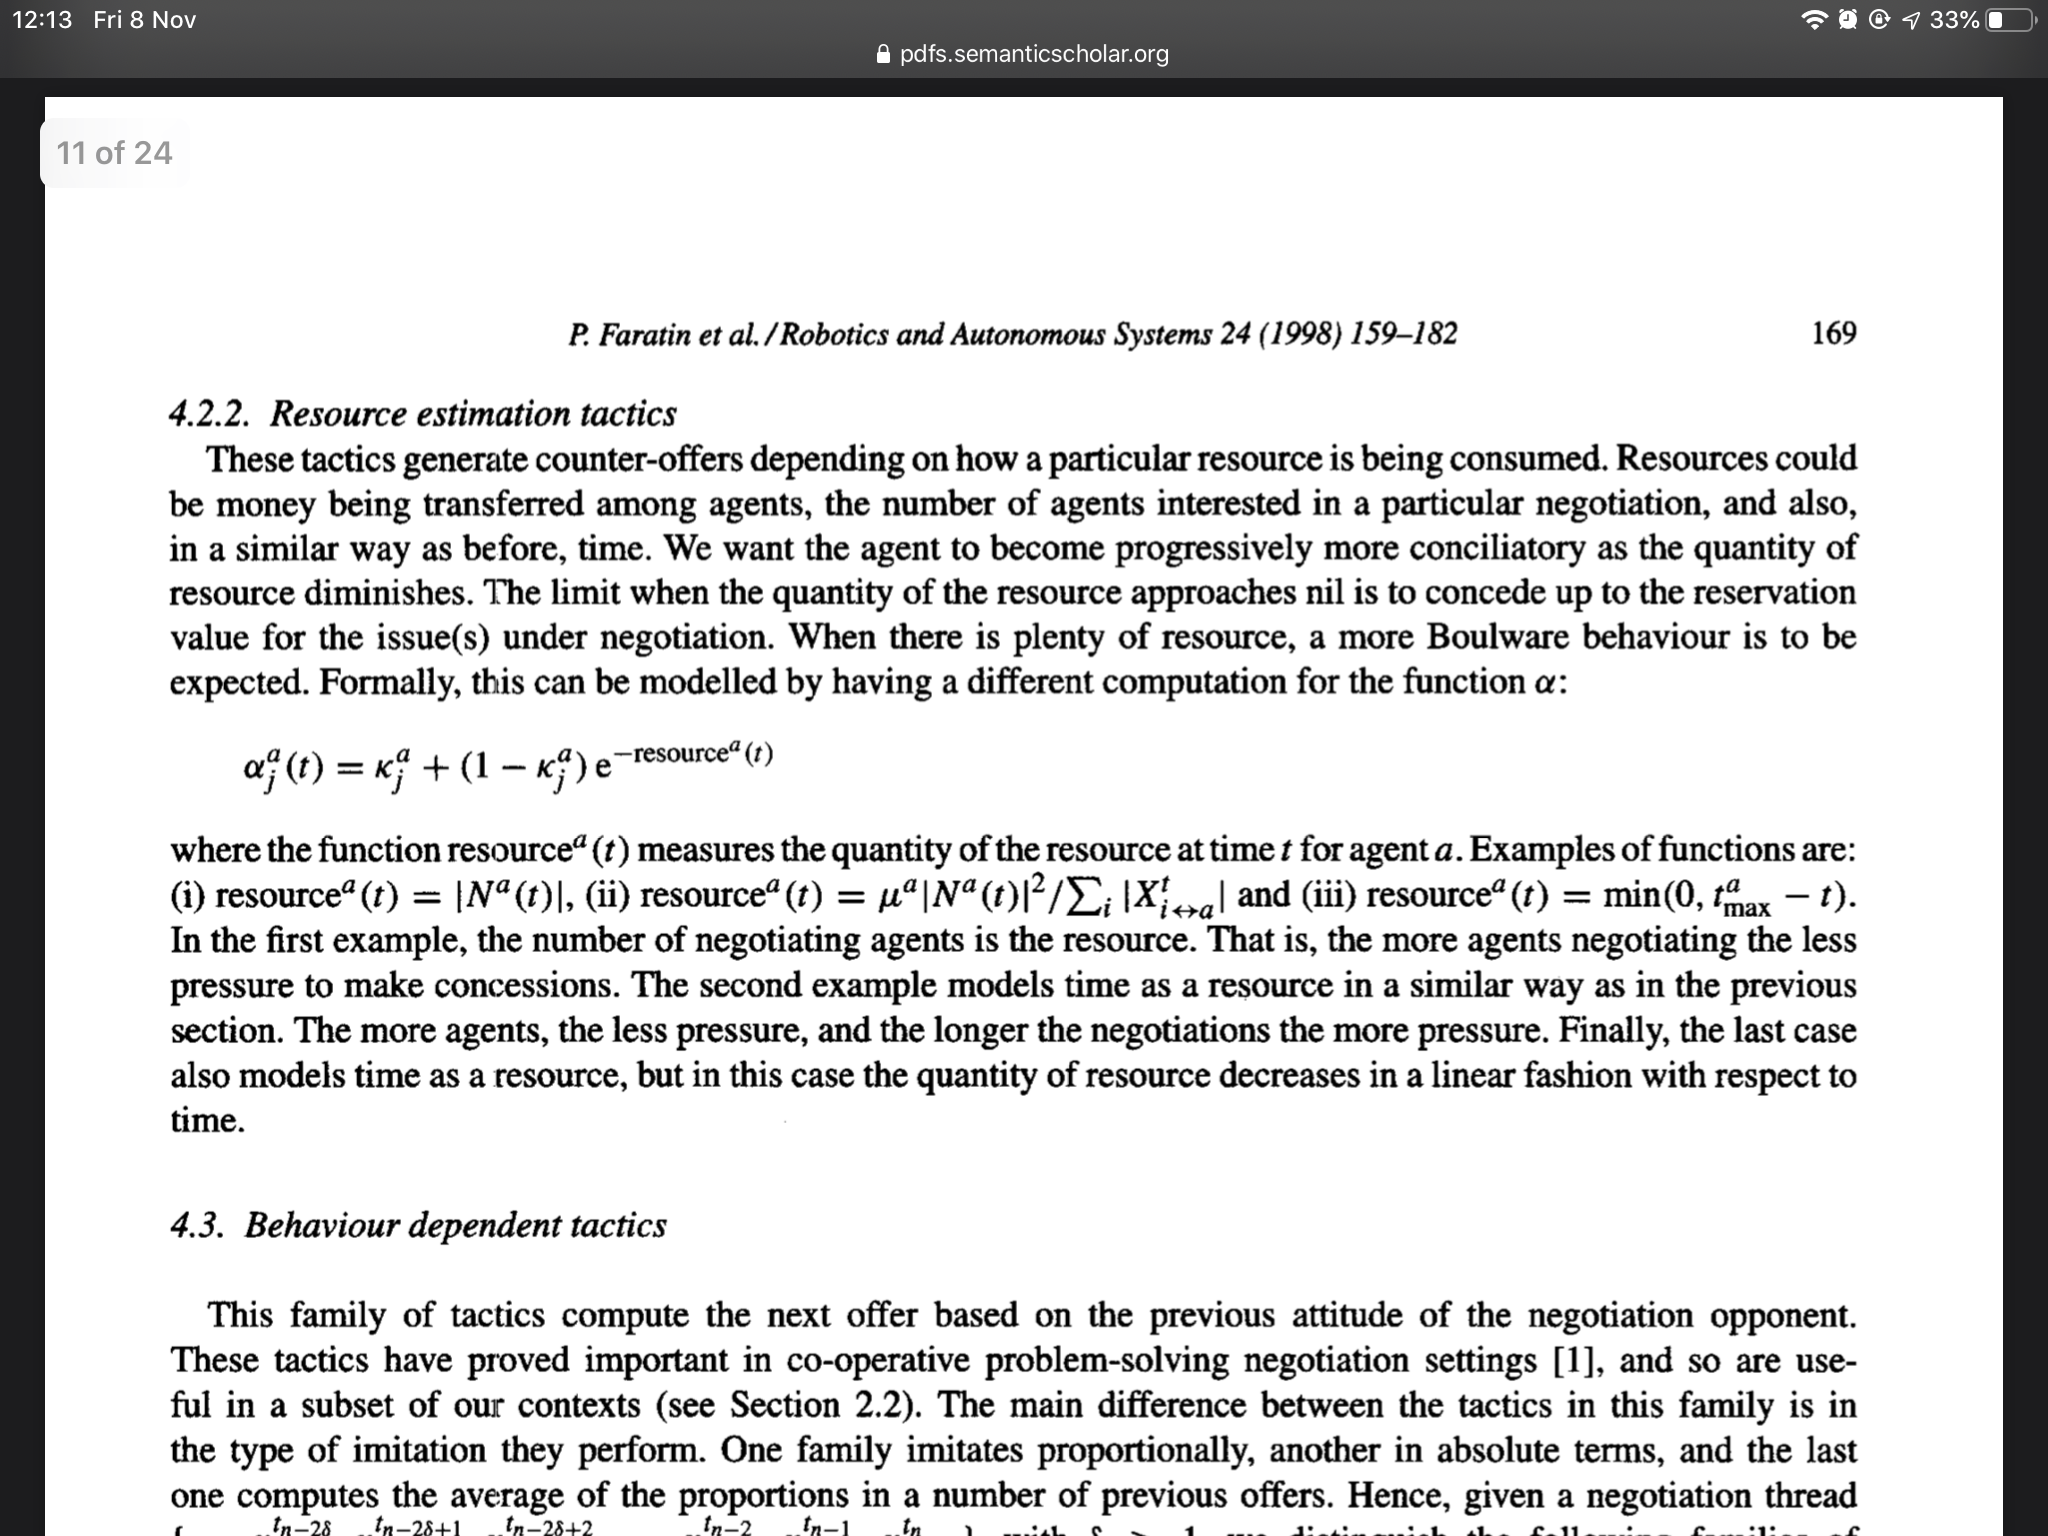 12:13 Fri 8 Nov
33%
pdfs.semanticscholar.org
11 of 24
P. Faratin et al. / Robotics and Autonomous Systems 24 (1998) 159–182 169
4.2.2. Resource estimation tactics
These tactics generate counter-offers depending on how a particular resource is being consumed. Resources could
be money being transferred among agents, the number of agents interested in a particular negotiation, and also,
in a similar way as before, time. We want the agent to become progressively more conciliatory as the quantity of
resource diminishes. The limit when the quantity of the resource approaches nil is to concede up to the reservation
value for the issue(s) under negotiation. When there is plenty of resource, a more Boulware behaviour is to be
expected. Formally, this can be modelled by having a different computation for the function α:
α_j^a(t) = κ_j^a + (1 − κ_j^a) e^{−resource^a(t)}
where the function resource^a(t) measures the quantity of the resource at time t for agent a. Examples of functions are:
(i) resource^a(t) = |N^a(t)|, (ii) resource^a(t) = μ^a|N^a(t)|^2/∑_i |X^t_{i↔a}| and (iii) resource^a(t) = min(0, t^a_max − t).
In the first example, the number of negotiating agents is the resource. That is, the more agents negotiating the less
pressure to make concessions. The second example models time as a resource in a similar way as in the previous
section. The more agents, the less pressure, and the longer the negotiations the more pressure. Finally, the last case
also models time as a resource, but in this case the quantity of resource decreases in a linear fashion with respect to
time.
4.3. Behaviour dependent tactics
This family of tactics compute the next offer based on the previous attitude of the negotiation opponent.
These tactics have proved important in co-operative problem-solving negotiation settings [1], and so are use-
ful in a subset of our contexts (see Section 2.2). The main difference between the tactics in this family is in
the type of imitation they perform. One family imitates proportionally, another in absolute terms, and the last
one computes the average of the proportions in a number of previous offers. Hence, given a negotiation thread